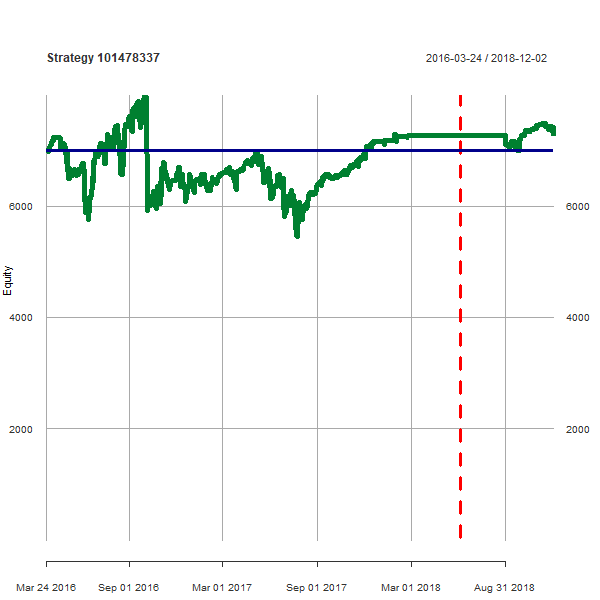 Strategy 101478337
2016-03-24 / 2018-12-02
6000
6000
Equity
4000
4000
2000
2000
Mar 24 2016
Sep 01 2016
Mar 01 2017
Sep 01 2017
Mar 01 2018
Aug 31 2018